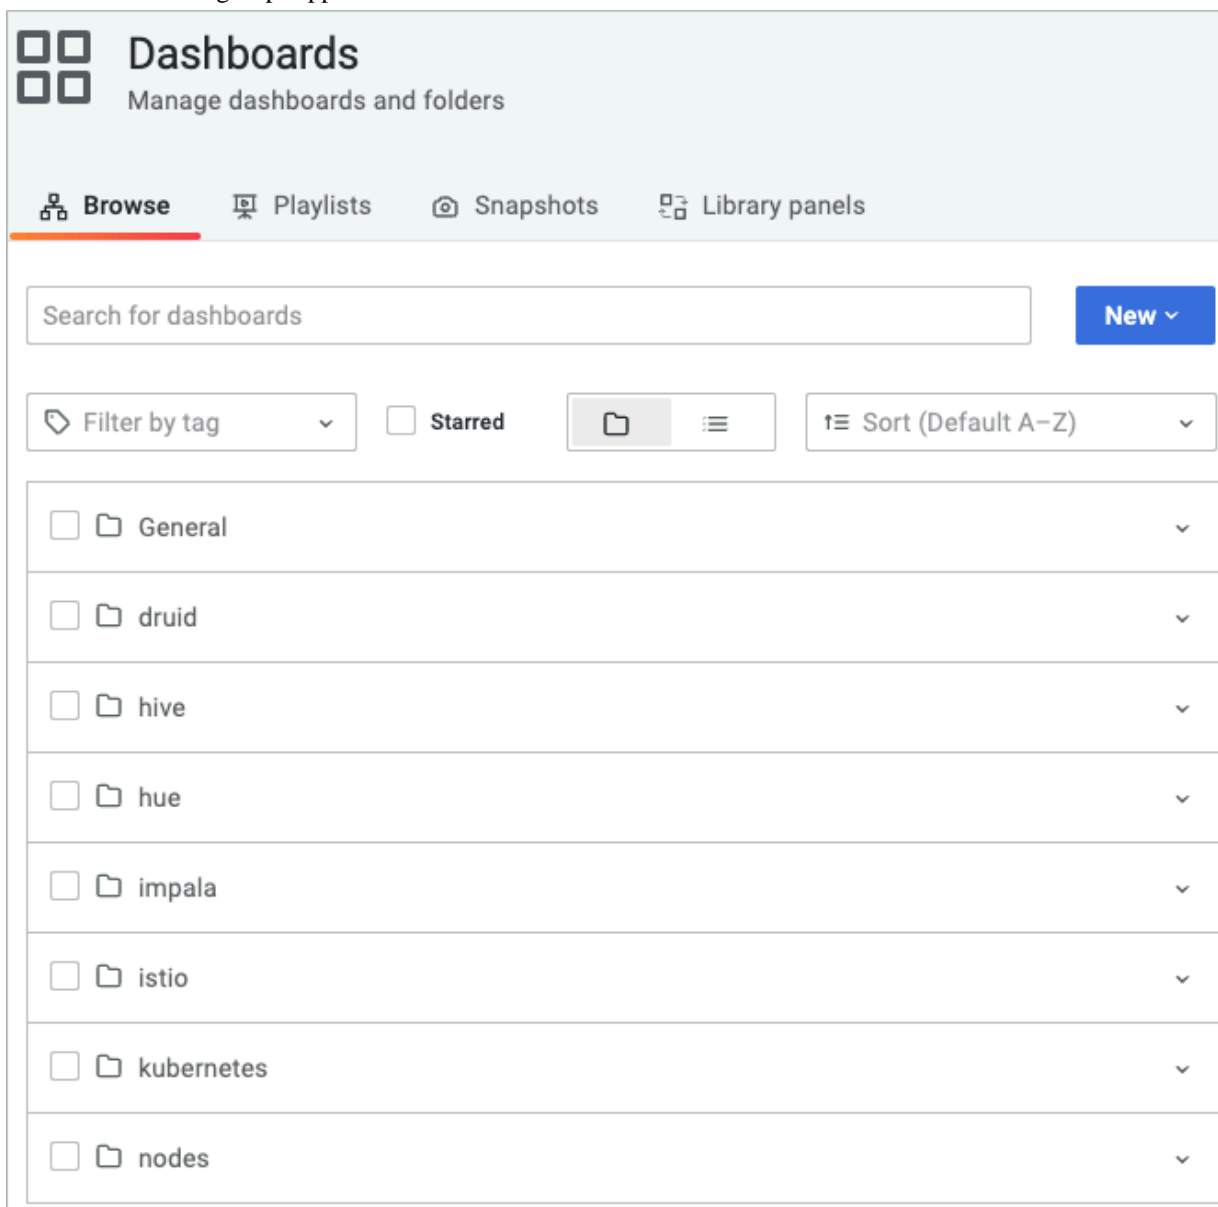 Dashboards
Manage dashboards and folders
Browse Playlists Snapshots Library panels
Search for dashboards New
Filter by tag Starred Sort (Default A–Z)
General
druid
hive
hue
impala
istio
kubernetes
nodes